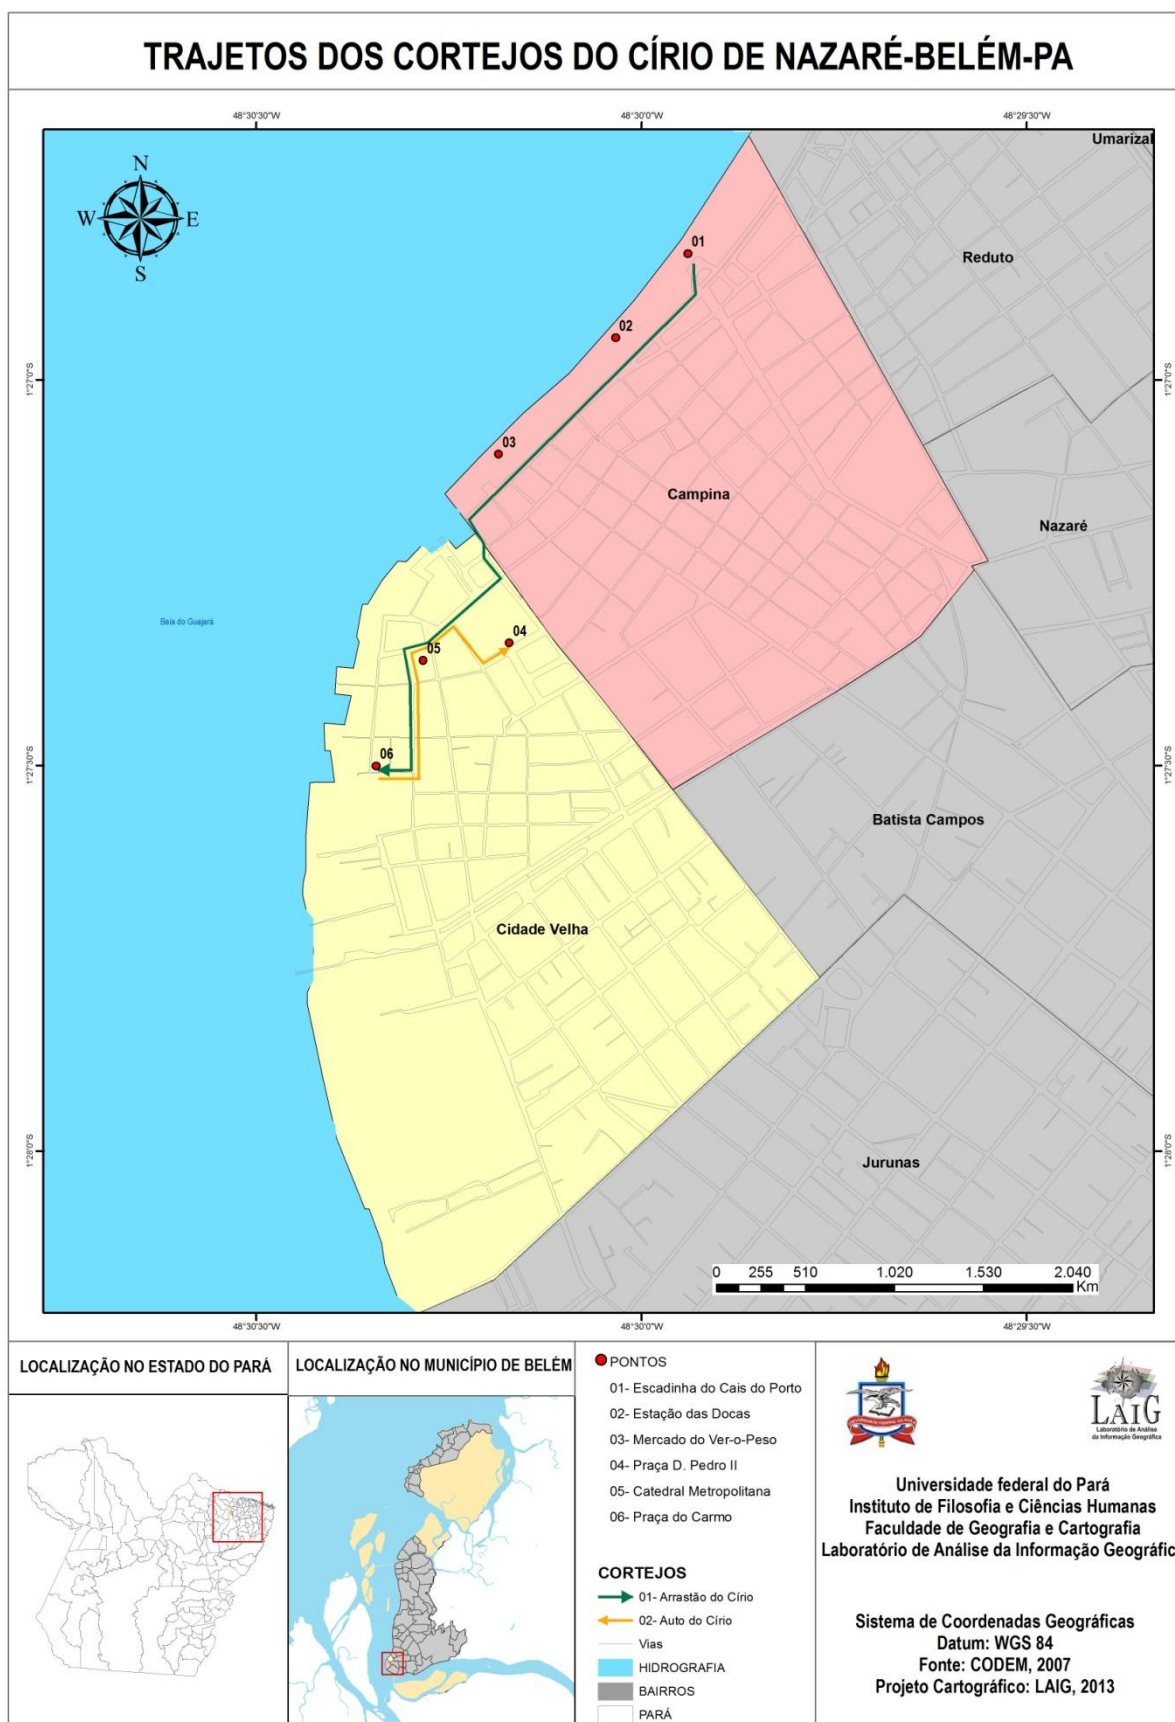 TRAJETOS DOS CORTEJOS DO CÍRIO DE NAZARÉ-BELÉM-PA
48°30'30"W
48°30'0"W
48°29'30"W
N
W
E
S
Umarizal
Reduto
01
02
03
04
05
06
1°27'0"S
1°27'0"S
Campina
Nazaré
Baía do Guajará
1°27'30"S
1°27'30"S
Batista Campos
Cidade Velha
1°28'0"S
1°28'0"S
Jurunas
0 255 510 1.020 1.530 2.040
Km
48°30'30"W
48°30'0"W
48°29'30"W
LOCALIZAÇÃO NO ESTADO DO PARÁ
LOCALIZAÇÃO NO MUNICÍPIO DE BELÉM
PONTOS
01- Escadinha do Cais do Porto
02- Estação das Docas
03- Mercado do Ver-o-Peso
04- Praça D. Pedro II
05- Catedral Metropolitana
06- Praça do Carmo
CORTEJOS
01- Arrastão do Círio
02- Auto do Círio
Vias
HIDROGRAFIA
BAIRROS
PARÁ
LAIG
Laboratório de Análise
da Informação Geográfica
Universidade federal do Pará
Instituto de Filosofia e Ciências Humanas
Faculdade de Geografia e Cartografia
Laboratório de Análise da Informação Geográfic
Sistema de Coordenadas Geográficas
Datum: WGS 84
Fonte: CODEM, 2007
Projeto Cartográfico: LAIG, 2013